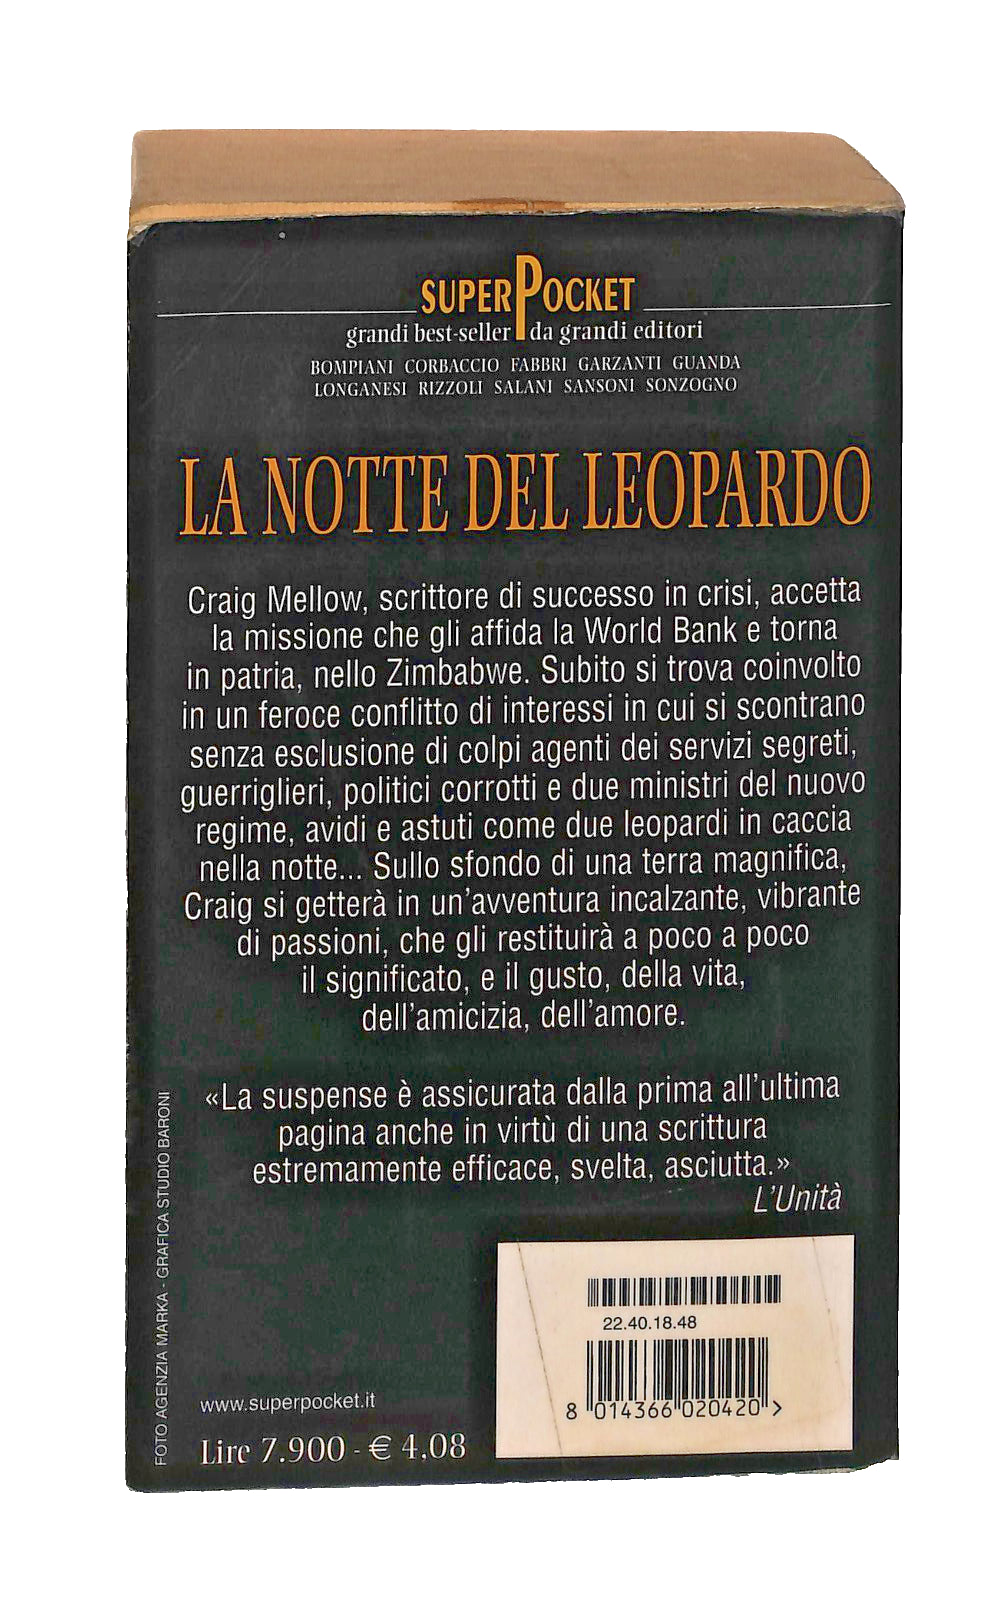 SUPERPOCKET
grandi best-seller da grandi editori
BOMPIANI CORBACCIO FABBRI GARZANTI GUANDA
LONGANESI RIZZOLI SALANI SANSONI SONZOGNO
LA NOTTE DEL LEOPARDO
Craig Mellow, scrittore di successo in crisi, accetta
la missione che gli affida la World Bank e torna
in patria, nello Zimbabwe. Subito si trova coinvolto
in un feroce conflitto di interessi in cui si scontrano
senza esclusione di colpi agenti dei servizi segreti,
guerriglieri, politici corrotti e due ministri del nuovo
regime, avidi e astuti come due leopardi in caccia
nella notte... Sullo sfondo di una terra magnifica,
Craig si getterà in un'avventura incalzante, vibrante
di passioni, che gli restituirà a poco a poco
il significato, e il gusto, della vita,
dell'amicizia, dell'amore.
«La suspense è assicurata dalla prima all'ultima
pagina anche in virtù di una scrittura
estremamente efficace, svelta, asciutta.»
L'Unità
FOTO AGENZIA MARKA - GRAFICA STUDIO BARONI
22.40.18.48
8 014366 020420 >
www.superpocket.it
Lire 7.900 - € 4,08